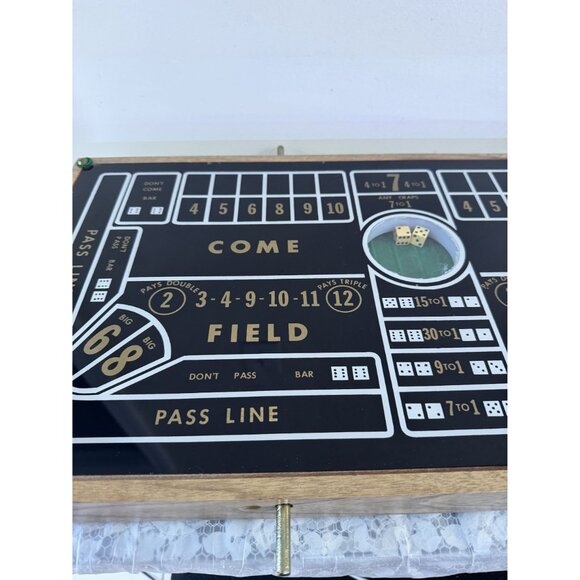 DON'T
COME
BAR
4 5 6 8 9 10
4 TO 1 7 4 TO 1
ANY CRAPS
7 TO 1
4 5
PASS LINE
DON'T
PASS
BAR
COME
PAYS DOUBLE
2 3-4-9-10-11 12
PAYS TRIPLE
FIELD
BIG
6
BIG
8
DON'T PASS BAR
PASS LINE
15 TO 1
30 TO 1
9 TO 1
7 TO 1